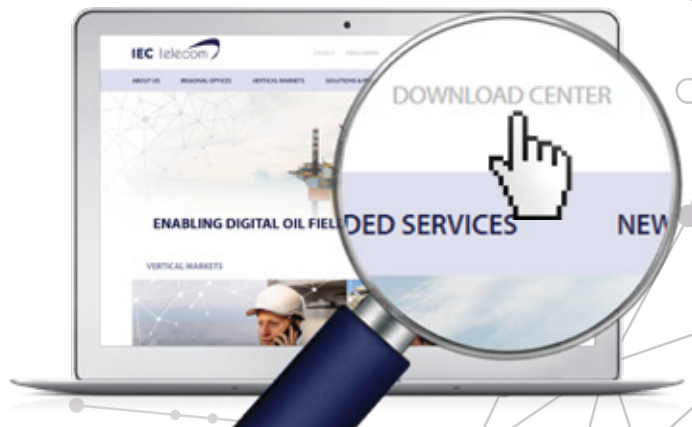 IEC telecom
DOWNLOAD CENTER
ABOUT US REGIONAL OFFICES VERTICAL MARKETS SOLUTIONS &
DED SERVICES NEW
ENABLING DIGITAL OIL FIEL
VERTICAL MARKETS